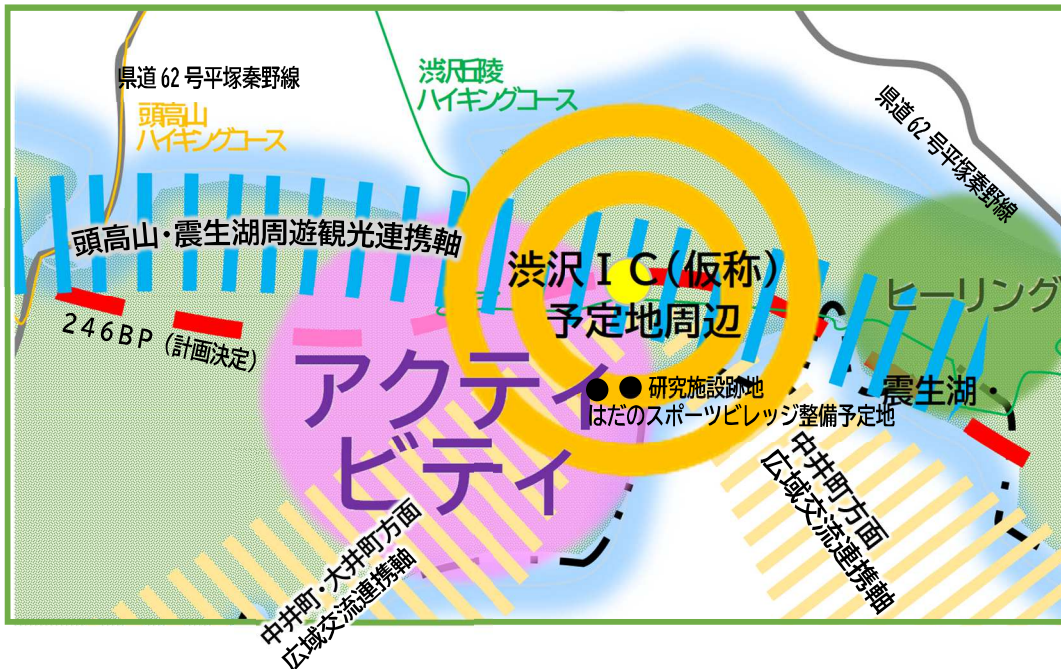 県道62号平塚秦野線
頭高山
ハイキングコース
渋沢丘陵
ハイキングコース
県道62号平塚秦野線
頭高山・震生湖周遊観光連携軸
渋沢IC(仮称)
予定地周辺
ヒーリング
246BP(計画決定)
アクティ
ビティ
●●研究施設跡地
はだのスポーツビレッジ整備予定地
震生湖・
中井町・大井町方面
広域交流連携軸
中井町方面
広域交流連携軸